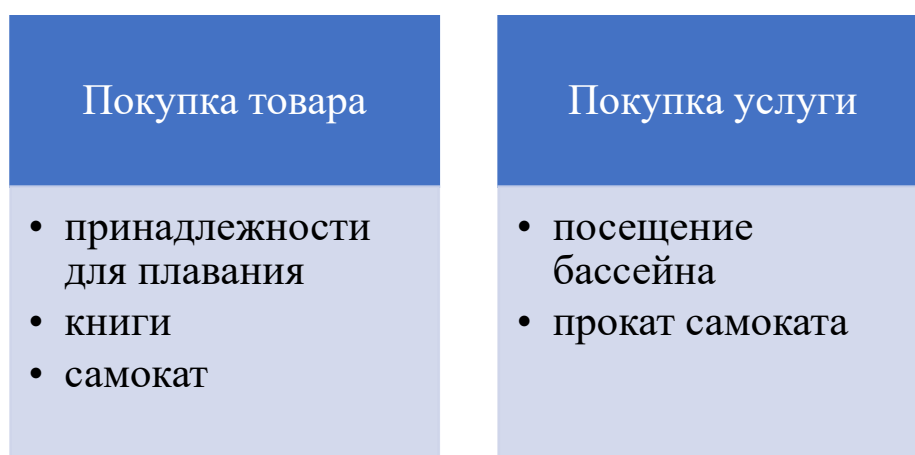 Покупка товара
• принадлежности
для плавания
• книги
• самокат
Покупка услуги
• посещение
бассейна
• прокат самоката